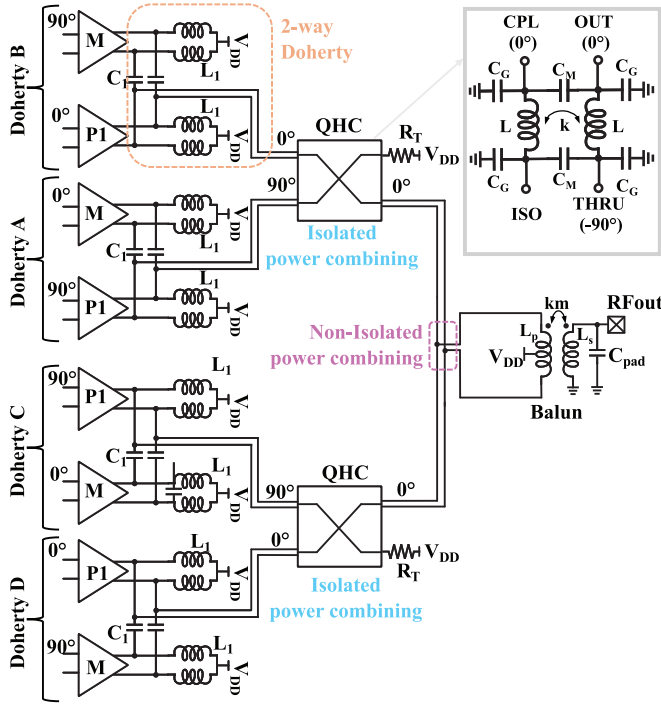 Doherty B
90°
M
C1
L1
VDD
2-way
Doherty
0°
P1
L1
VDD
0°
QHC
RT
VDD
90°
0°
Isolated
power combining
Doherty A
0°
M
C1
L1
VDD
90°
P1
L1
VDD
CPL
(0°)
OUT
(0°)
CG
CM
CG
L
k
L
CG
CM
CG
ISO
THRU
(-90°)
Non-Isolated
power combining
km
RFout
Lp
Ls
VDD
Cpad
Balun
Doherty C
90°
P1
L1
VDD
C1
0°
M
L1
VDD
QHC
90°
0°
0°
RT
VDD
Isolated
power combining
Doherty D
0°
P1
L1
VDD
C1
90°
M
L1
VDD